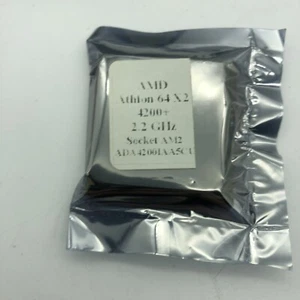 AMD
Athlon 64 X2
4200+
2.2 GHz
Socket AM2
ADA4200IAA5CU